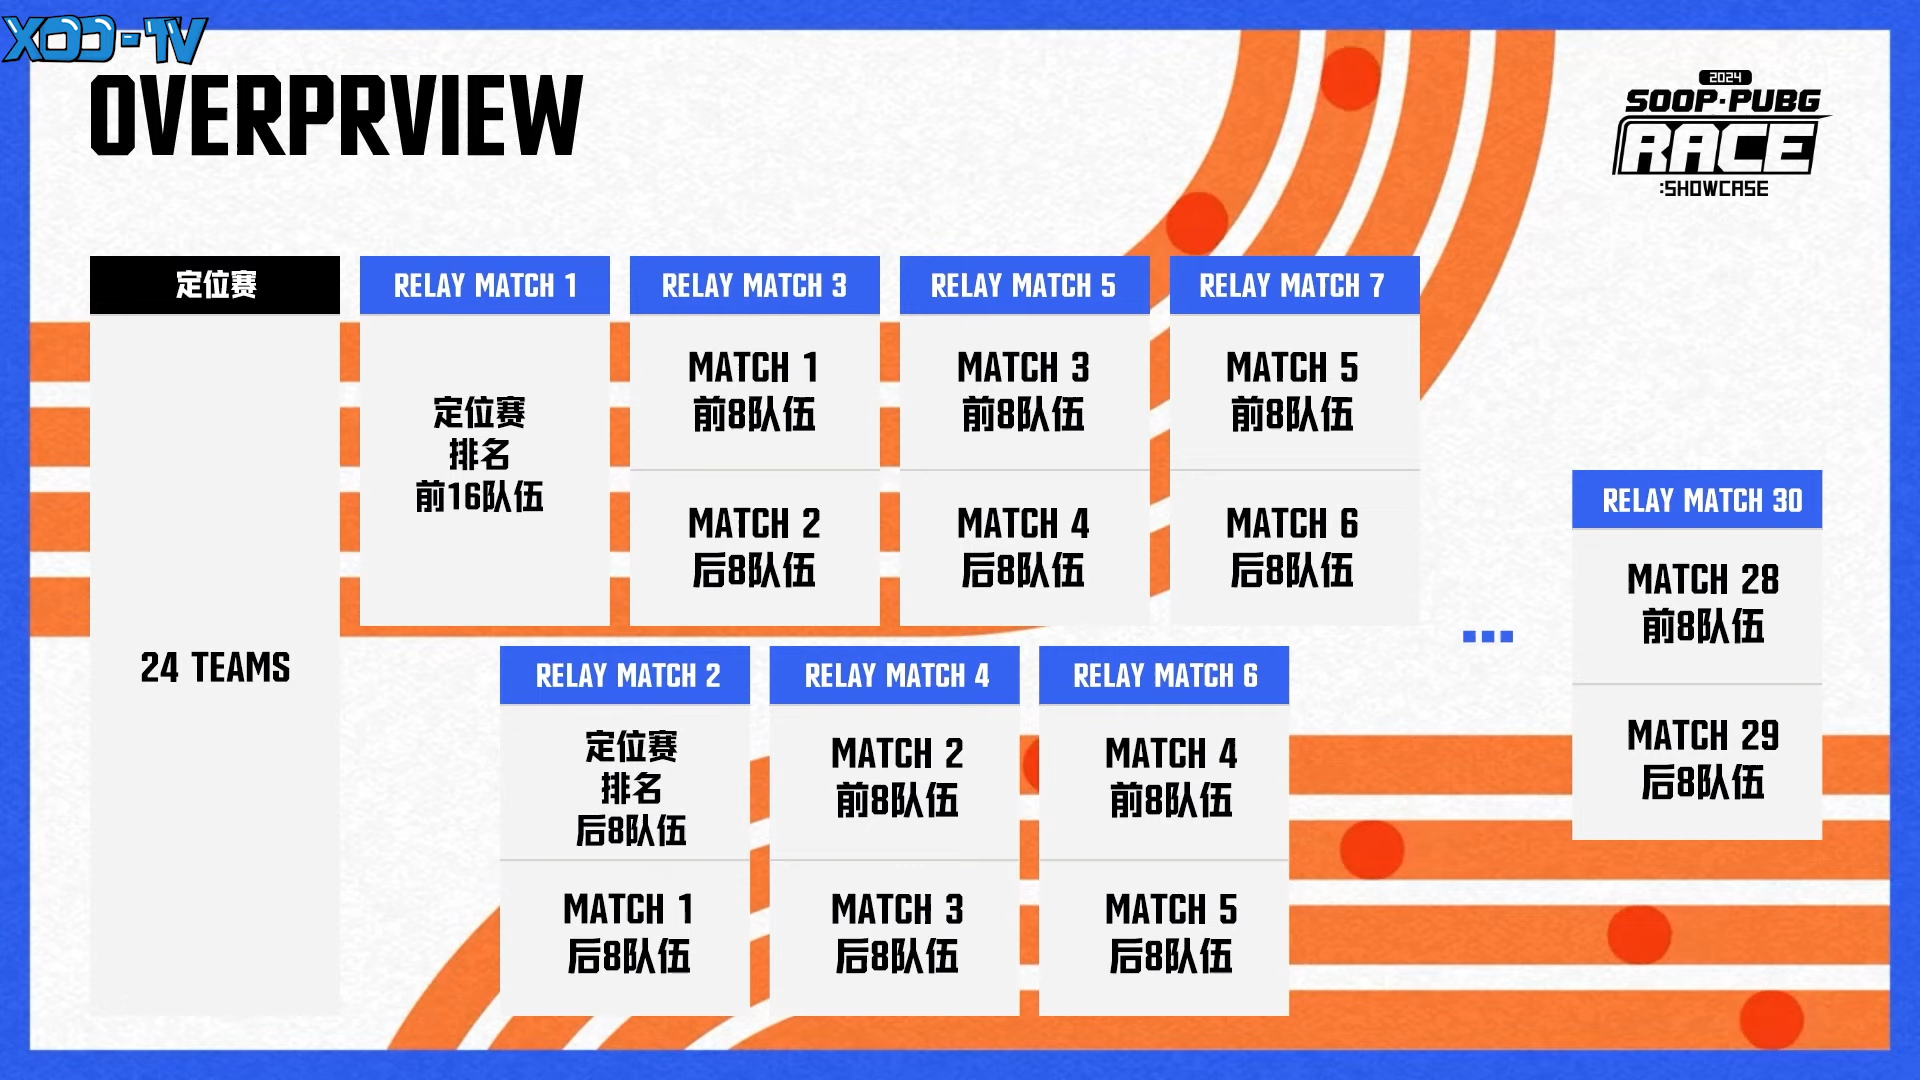 XOO-TV
OVERPRVIEW
2024
SOOP·PUBG
RACE
:SHOWCASE
定位赛
24 TEAMS
RELAY MATCH 1
定位赛
排名
前16队伍
RELAY MATCH 3
MATCH 1
前8队伍
MATCH 2
后8队伍
RELAY MATCH 5
MATCH 3
前8队伍
MATCH 4
后8队伍
RELAY MATCH 7
MATCH 5
前8队伍
MATCH 6
后8队伍
RELAY MATCH 2
定位赛
排名
后8队伍
MATCH 1
后8队伍
RELAY MATCH 4
MATCH 2
前8队伍
MATCH 3
后8队伍
RELAY MATCH 6
MATCH 4
前8队伍
MATCH 5
后8队伍
...
RELAY MATCH 30
MATCH 28
前8队伍
MATCH 29
后8队伍